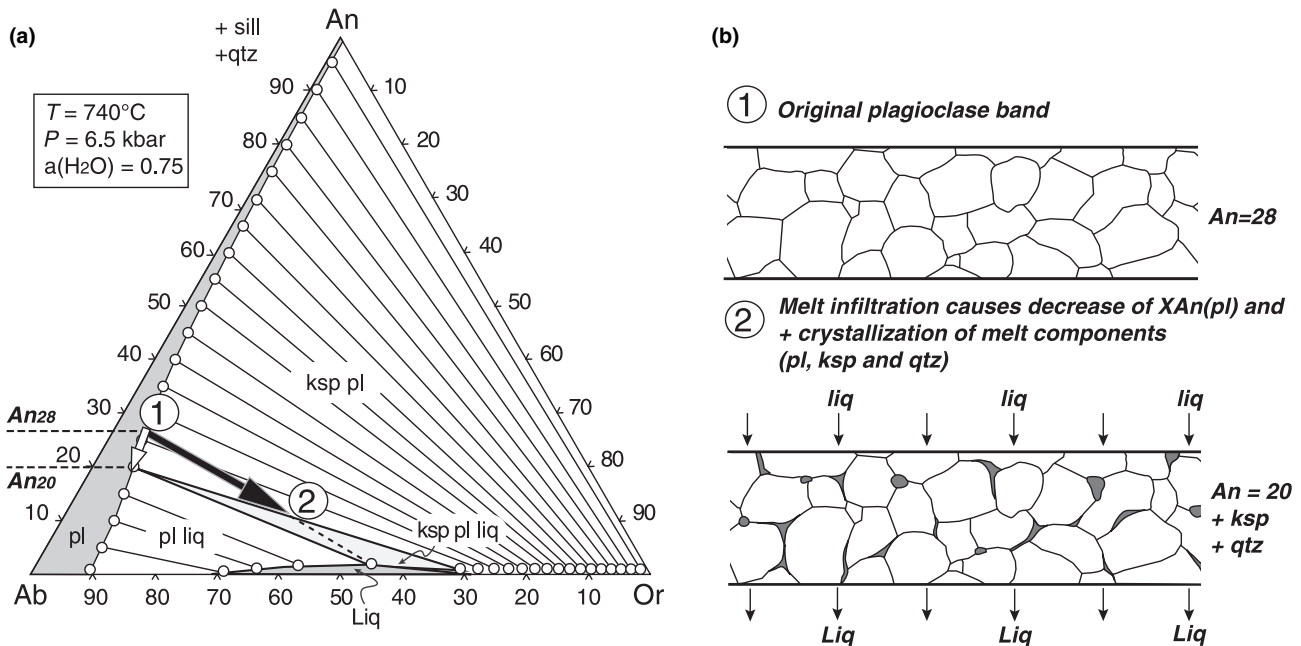 (a)
+ sill
+qtz
An
T = 740°C
P = 6.5 kbar
a(H2O) = 0.75
90
80
70
60
50
40
30
20
10
10
20
30
40
50
60
70
80
90
An28
An20
1
2
ksp pl
pl
pl liq
ksp pl liq
Ab
90
80
70
60
50
40
30
20
10
Or
Liq
(b)
1 Original plagioclase band
An=28
2 Melt infiltration causes decrease of XAn(pl) and
+ crystallization of melt components
(pl, ksp and qtz)
liq
liq
liq
An = 20
+ ksp
+ qtz
Liq
Liq
Liq